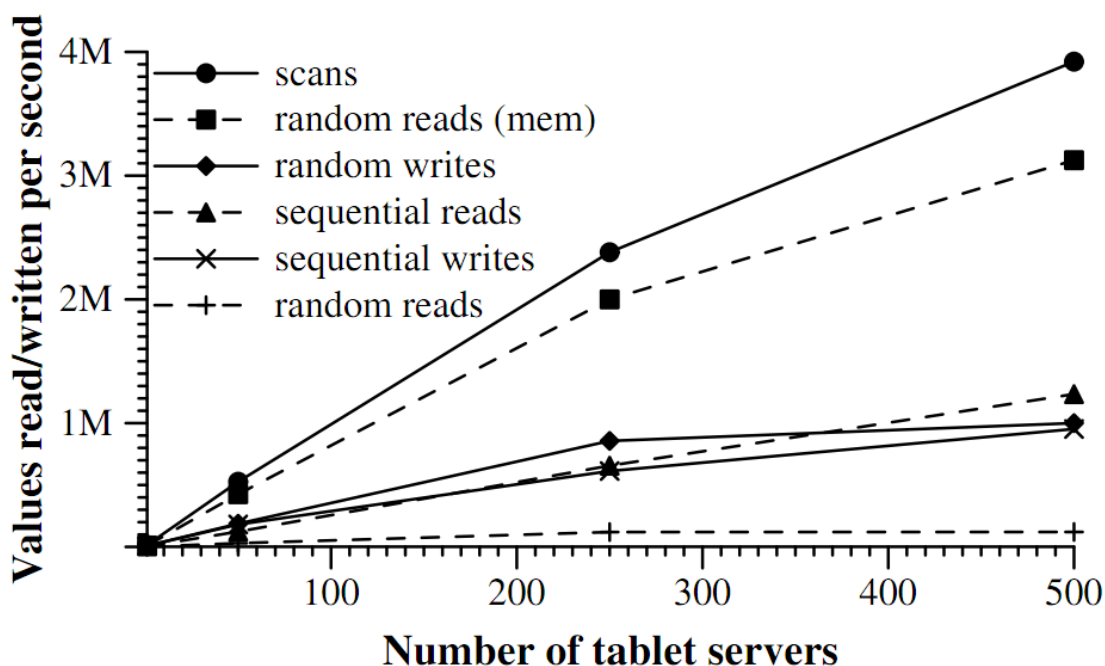 Values read/written per second
4M
3M
2M
1M
scans
random reads (mem)
random writes
sequential reads
sequential writes
random reads
100 200 300 400 500
Number of tablet servers